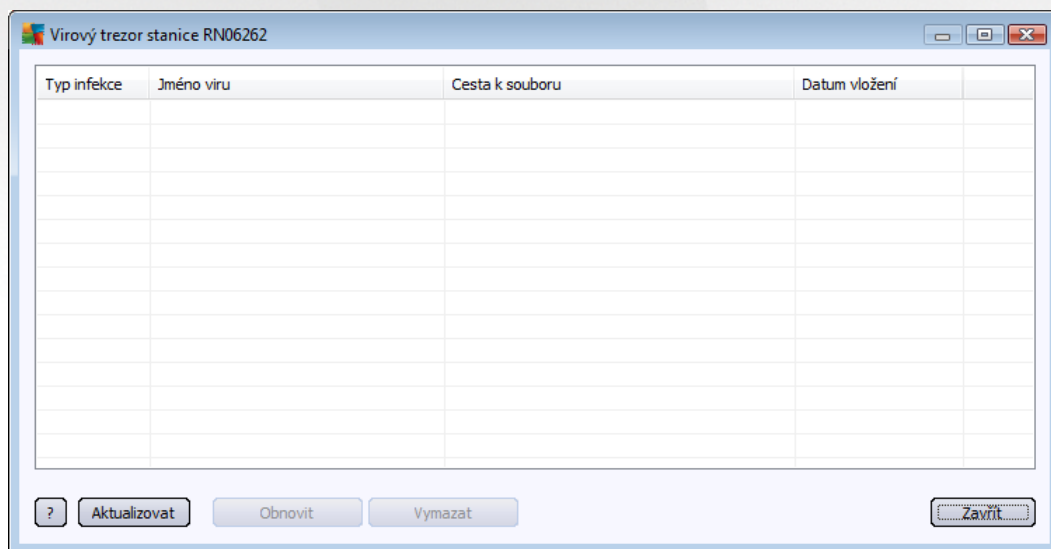 Virový trezor stanice RN06262
Typ infekce Jméno viru Cesta k souboru Datum vložení
? Aktualizovat Obnovit Vymazat Zavřít